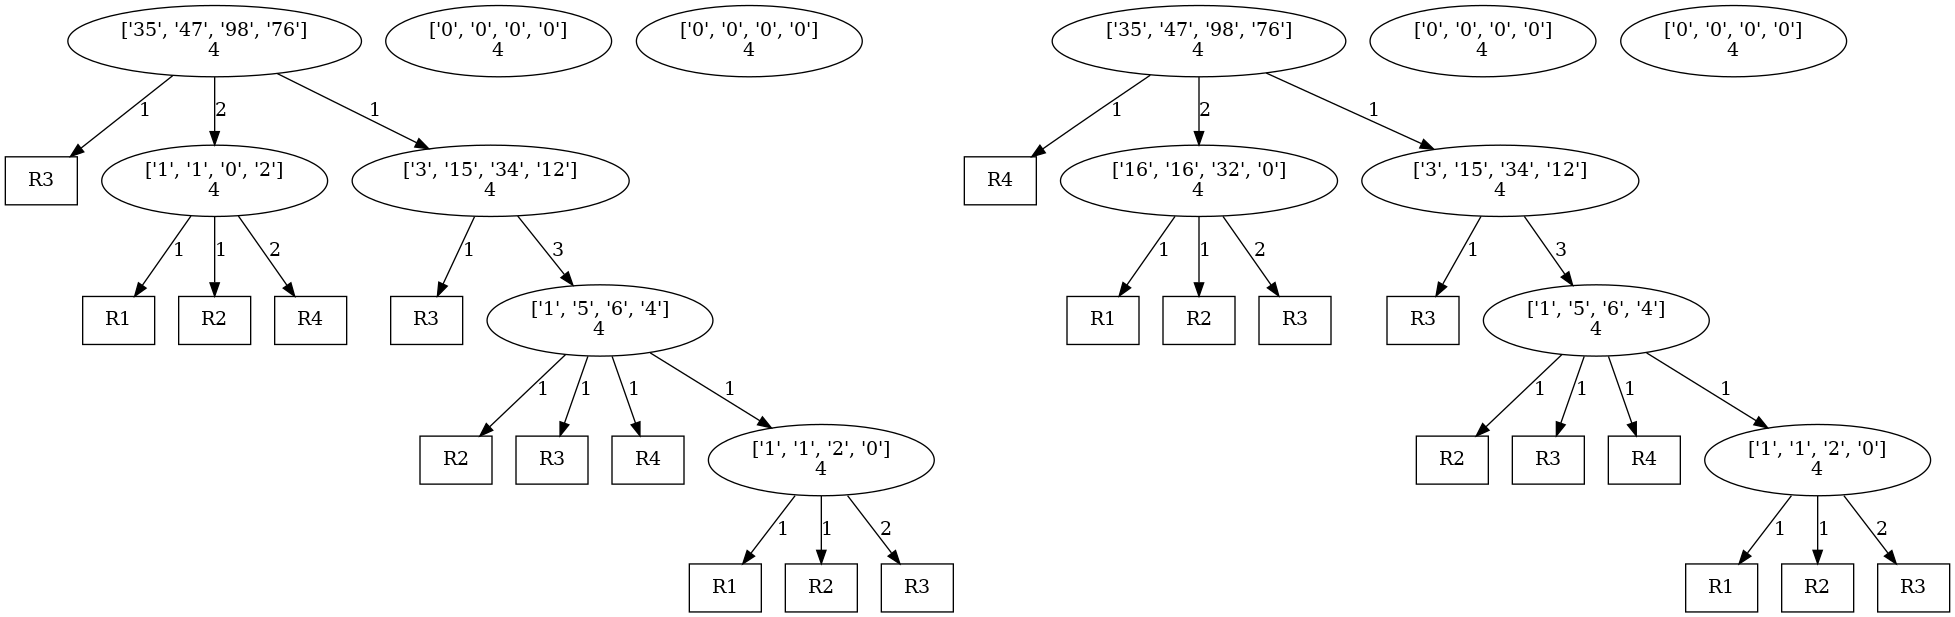 ['35', '47', '98', '76']
4
['0', '0', '0', '0']
4
['0', '0', '0', '0']
4
['35', '47', '98', '76']
4
['0', '0', '0', '0']
4
['0', '0', '0', '0']
4
1
2
1
1
2
1
R3
['1', '1', '0', '2']
4
['3', '15', '34', '12']
4
R4
['16', '16', '32', '0']
4
['3', '15', '34', '12']
4
1
1
2
1
3
1
1
2
1
3
R1
R2
R4
R3
['1', '5', '6', '4']
4
R1
R2
R3
R3
['1', '5', '6', '4']
4
1
1
1
1
1
1
1
1
R2
R3
R4
['1', '1', '2', '0']
4
R2
R3
R4
['1', '1', '2', '0']
4
1
1
2
1
1
2
R1
R2
R3
R1
R2
R3